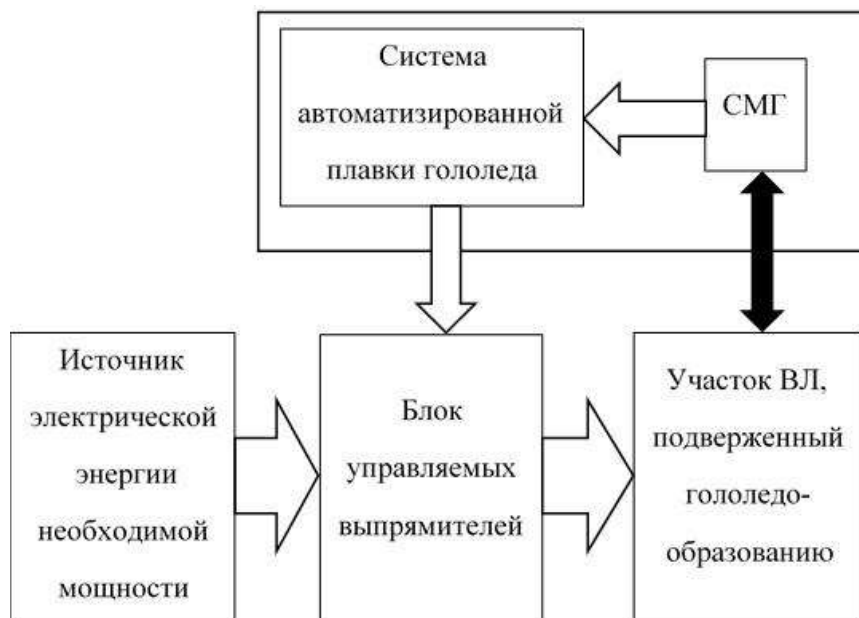 Система
автоматизированной
плавки гололеда
СМГ
Источник
электрической
энергии
необходимой
мощности
Блок
управляемых
выпрямителей
Участок ВЛ,
подверженный
гололедо-
образованию